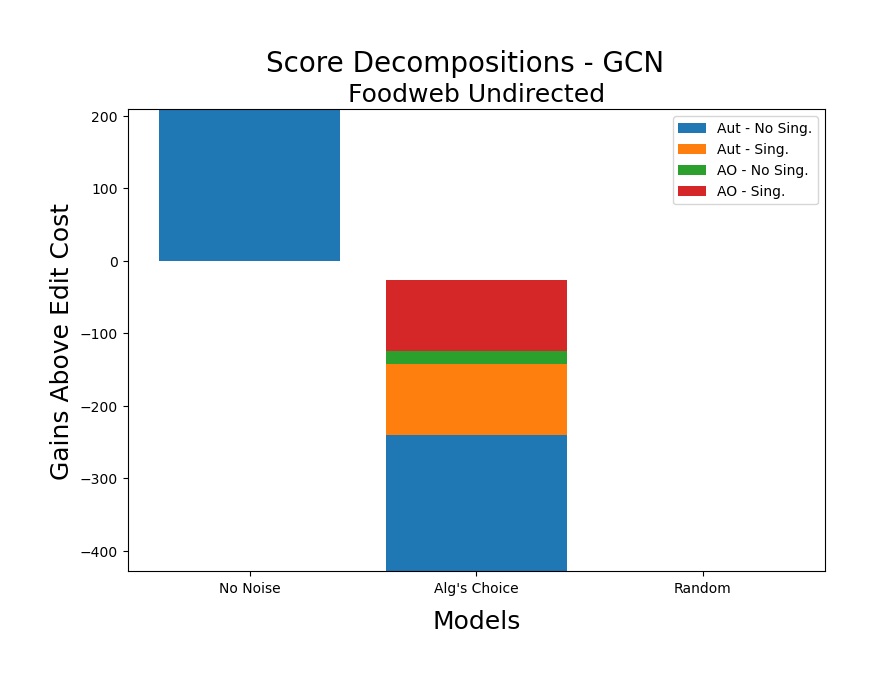 Score Decompositions - GCN
Foodweb Undirected
Aut - No Sing.
Aut - Sing.
AO - No Sing.
AO - Sing.
Gains Above Edit Cost
200
100
0
−100
−200
−300
−400
No Noise
Alg's Choice
Random
Models